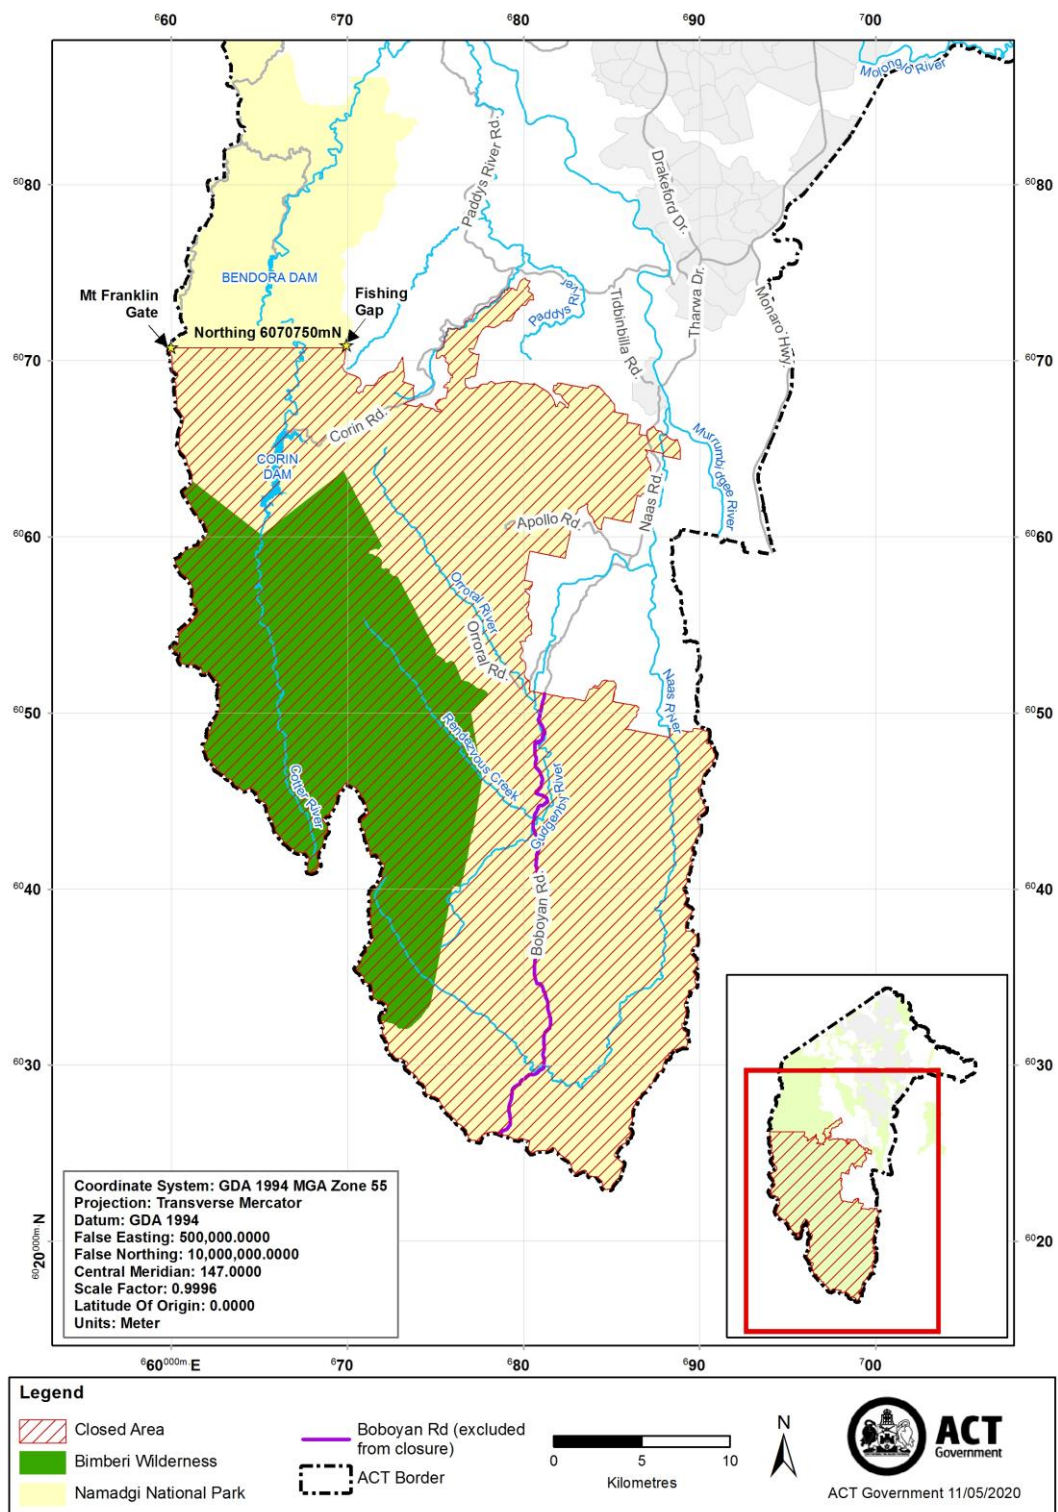 660
670
680
690
700
Molonglo River
6080
6080
Paddys River Rd.
Drakeford Dr.
BENDORA DAM
Mt Franklin
Gate
Fishing
Gap
Northing 6070750mN
Paddys River
Tidbinbilla Rd.
Tharwa Dr.
Monaro Hwy.
6070
6070
Corin Rd.
CORIN
DAM
Murrumbidgee River
Naas Rd.
Apollo Rd.
6060
6060
Orroral River
Orroral Rd.
Naas River
6050
6050
Rendezvous Creek
Gudgenby River
Cotter River
6040
6040
Boboyan Rd.
6030
6030
Coordinate System: GDA 1994 MGA Zone 55
Projection: Transverse Mercator
Datum: GDA 1994
False Easting: 500,000.0000
False Northing: 10,000,000.0000
Central Meridian: 147.0000
Scale Factor: 0.9996
Latitude Of Origin: 0.0000
Units: Meter
6020000m. N
6020
660000m. E
670
680
690
700
Legend
Closed Area
Bimberi Wilderness
Namadgi National Park
Boboyan Rd (excluded
from closure)
ACT Border
0 5 10
Kilometres
N
ACT
Government
ACT Government 11/05/2020